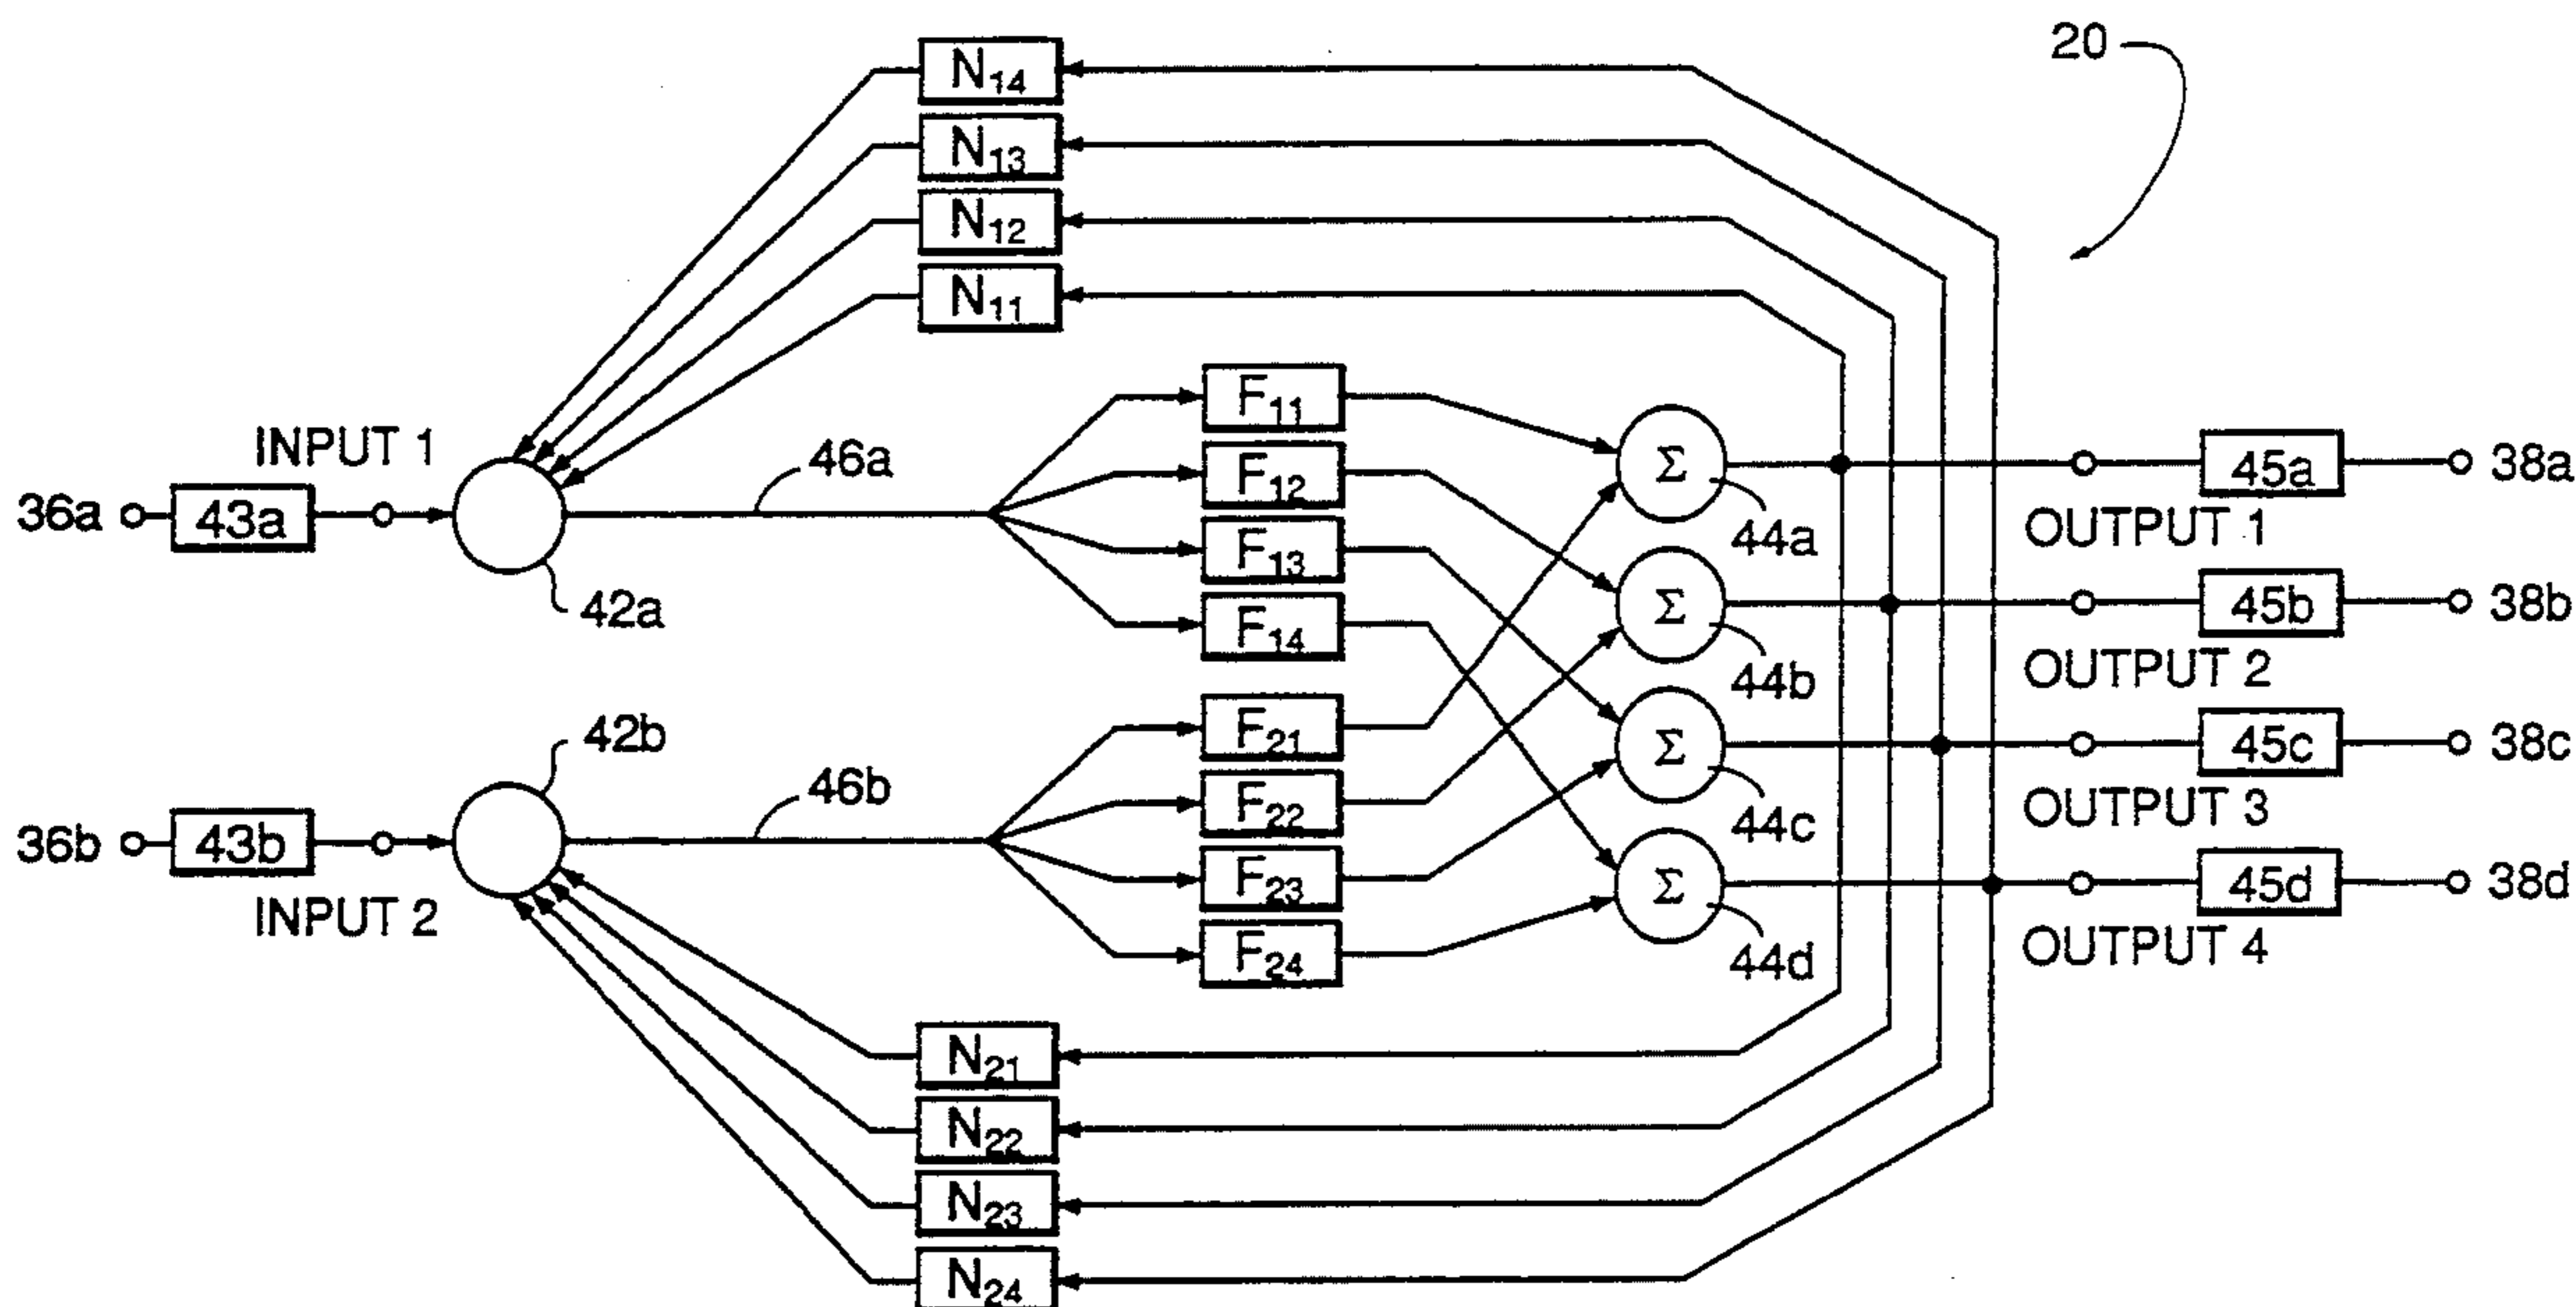 20
N14
N13
N12
N11
F11
F12
F13
F14
INPUT 1
36a
43a
42a
46a
Σ
44a
45a
38a
OUTPUT 1
Σ
44b
45b
38b
OUTPUT 2
F21
F22
F23
F24
42b
46b
36b
43b
INPUT 2
Σ
44c
45c
38c
OUTPUT 3
Σ
44d
45d
38d
OUTPUT 4
N21
N22
N23
N24